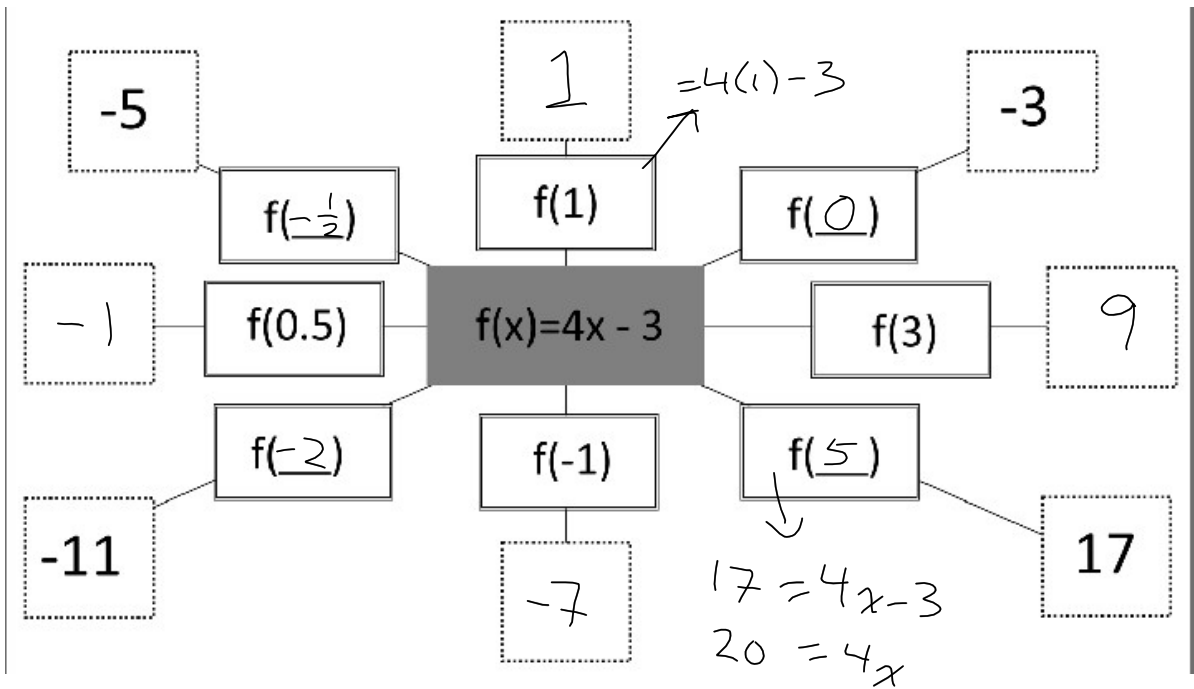 1
=4(1)-3
-5
-3
f(1)
f(-1/2)
f(0)
-1
f(0.5)
f(x)=4x - 3
f(3)
9
f(-2)
f(-1)
f(5)
-11
17
-7
17 = 4x-3
20 = 4x